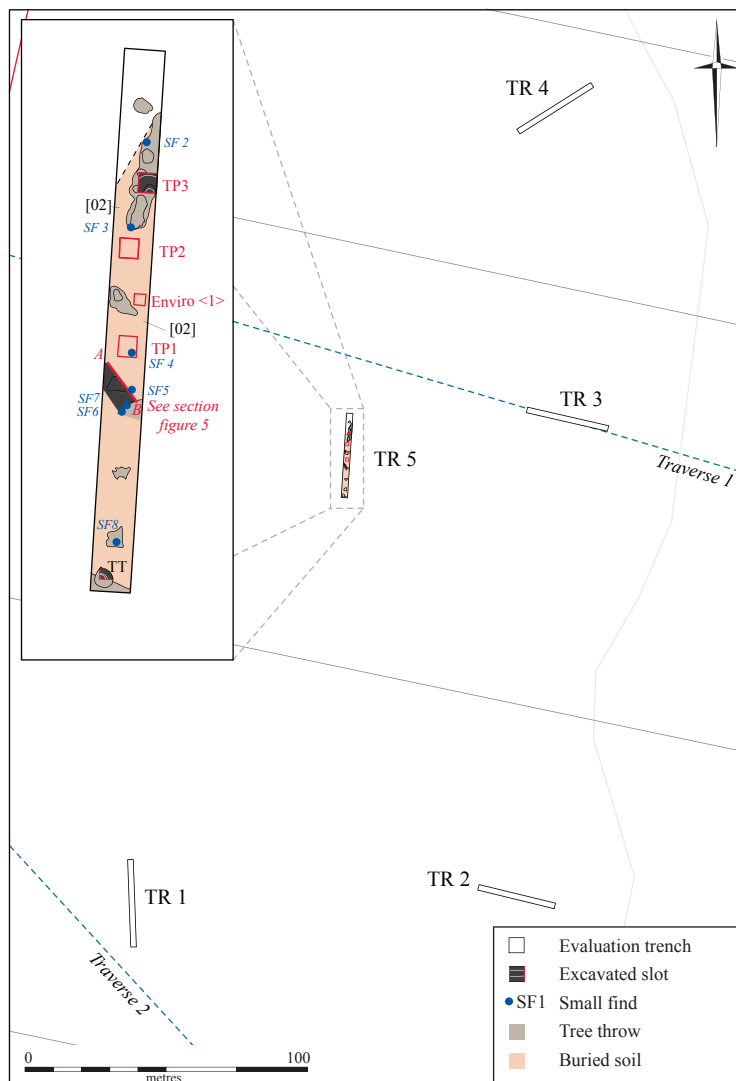 TR 4
SF 2
TP3
[02]
SF 3
TP2
Enviro <1>
[02]
TP1
A
SF 4
SF5
SF7
B
See section
SF6
figure 5
TR 3
TR 5
Traverse 1
SF8
TT
TR 1
TR 2
Traverse 2
Evaluation trench
Excavated slot
SF1 Small find
Tree throw
Buried soil
0 100
metres